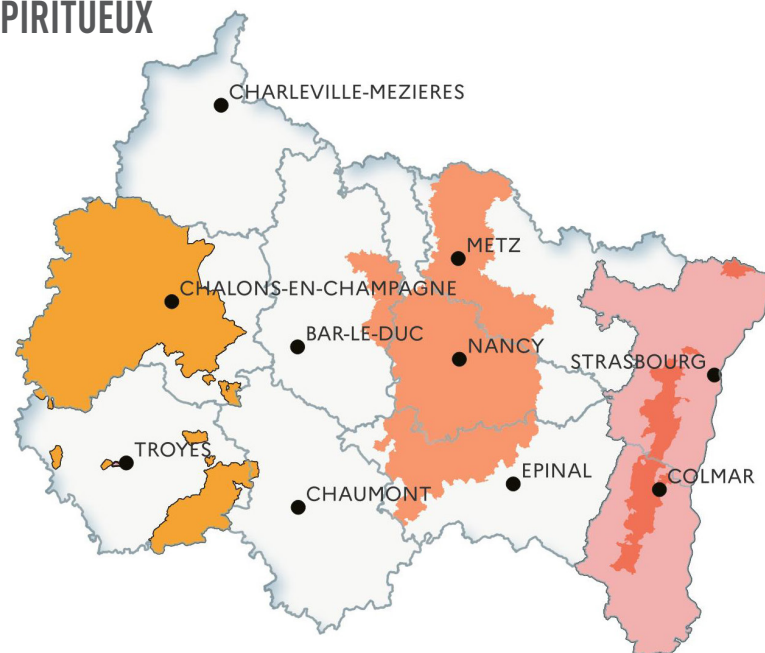 PIRITUEUX
CHARLEVILLE-MEZIERES
METZ
CHALONS-EN-CHAMPAGNE
BAR-LE-DUC
NANCY
STRASBOURG
TROYES
EPINAL
COLMAR
CHAUMONT